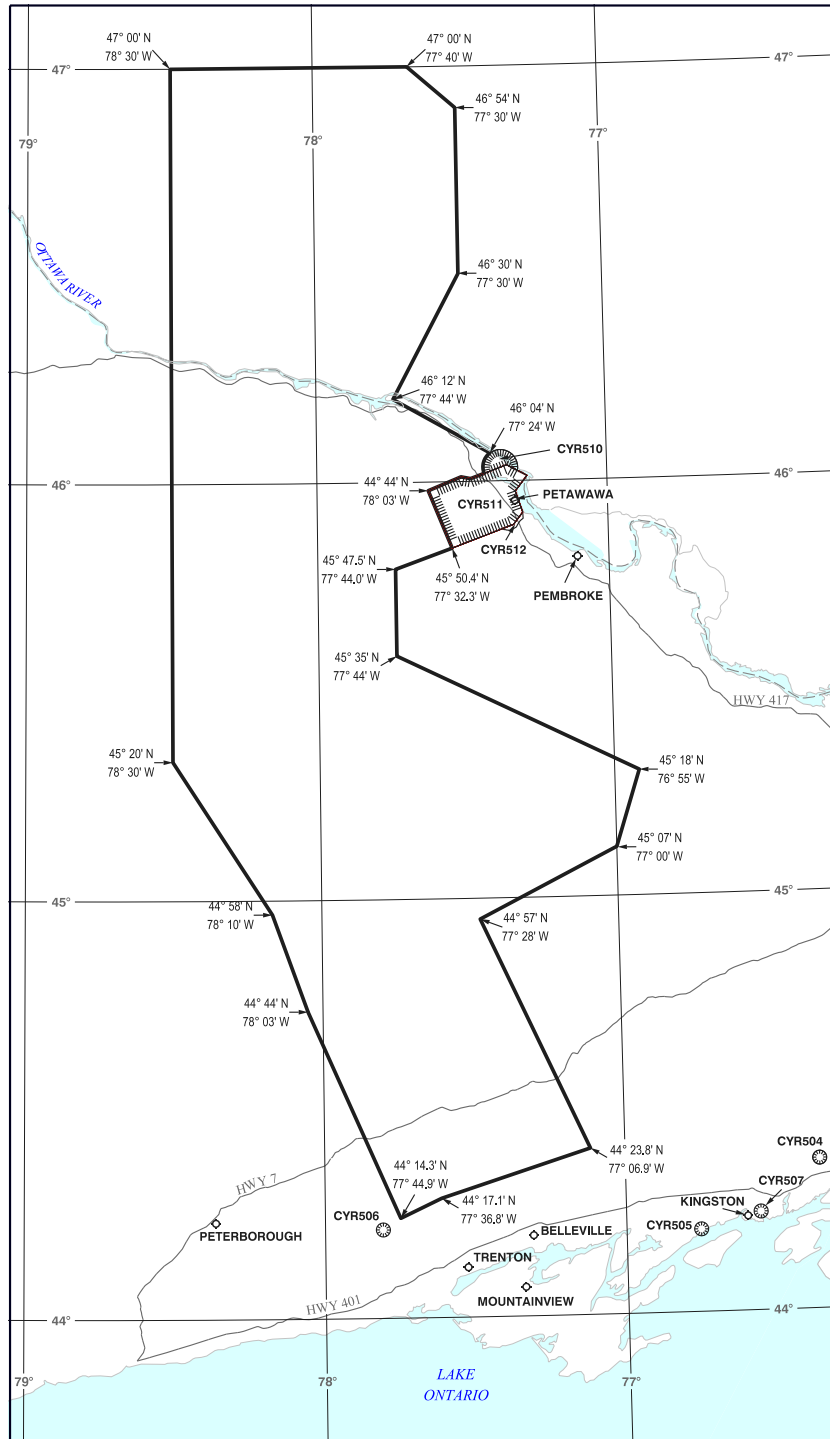 47° 00' N
78° 30' W
47° 00' N
77° 40' W
47°
47°
46° 54' N
77° 30' W
79°
78°
77°
OTTAWA RIVER
46° 30' N
77° 30' W
46° 12' N
77° 44' W
46° 04' N
77° 24' W
CYR510
46°
46°
44° 44' N
78° 03' W
CYR511
PETAWAWA
CYR512
45° 47.5' N
77° 44.0' W
45° 50.4' N
77° 32.3' W
PEMBROKE
45° 35' N
77° 44' W
HWY 417
45° 20' N
78° 30' W
45° 18' N
76° 55' W
45° 07' N
77° 00' W
45°
45°
44° 58' N
78° 10' W
44° 57' N
77° 28' W
44° 44' N
78° 03' W
44° 23.8' N
77° 06.9' W
CYR504
44° 14.3' N
77° 44.9' W
HWY 7
CYR507
44° 17.1' N
77° 36.8' W
KINGSTON
CYR506
CYR505
PETERBOROUGH
BELLEVILLE
TRENTON
MOUNTAINVIEW
HWY 401
44°
44°
79°
78°
77°
LAKE
ONTARIO